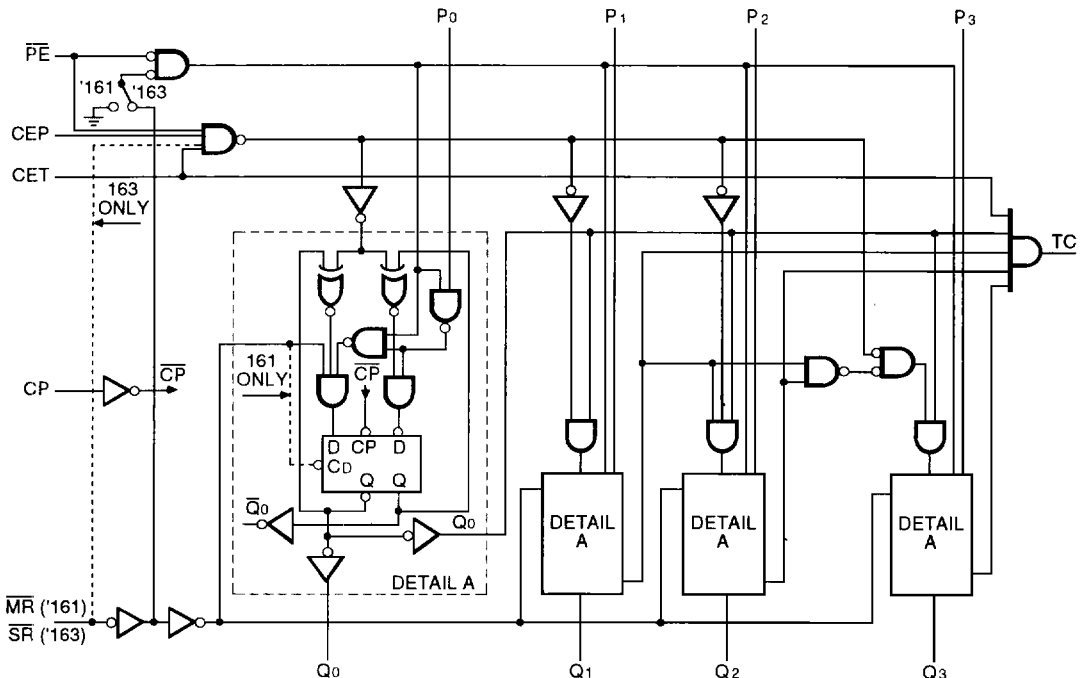 P0 P1 P2 P3
PE
'161 '163
CEP
CET
163
ONLY
TC
161
ONLY
CP
CP
CP
D CP D
CD
Q Q
Q0
Q0
DETAIL A
DETAIL
A
DETAIL
A
DETAIL
A
MR ('161)
SR ('163)
Q0 Q1 Q2 Q3